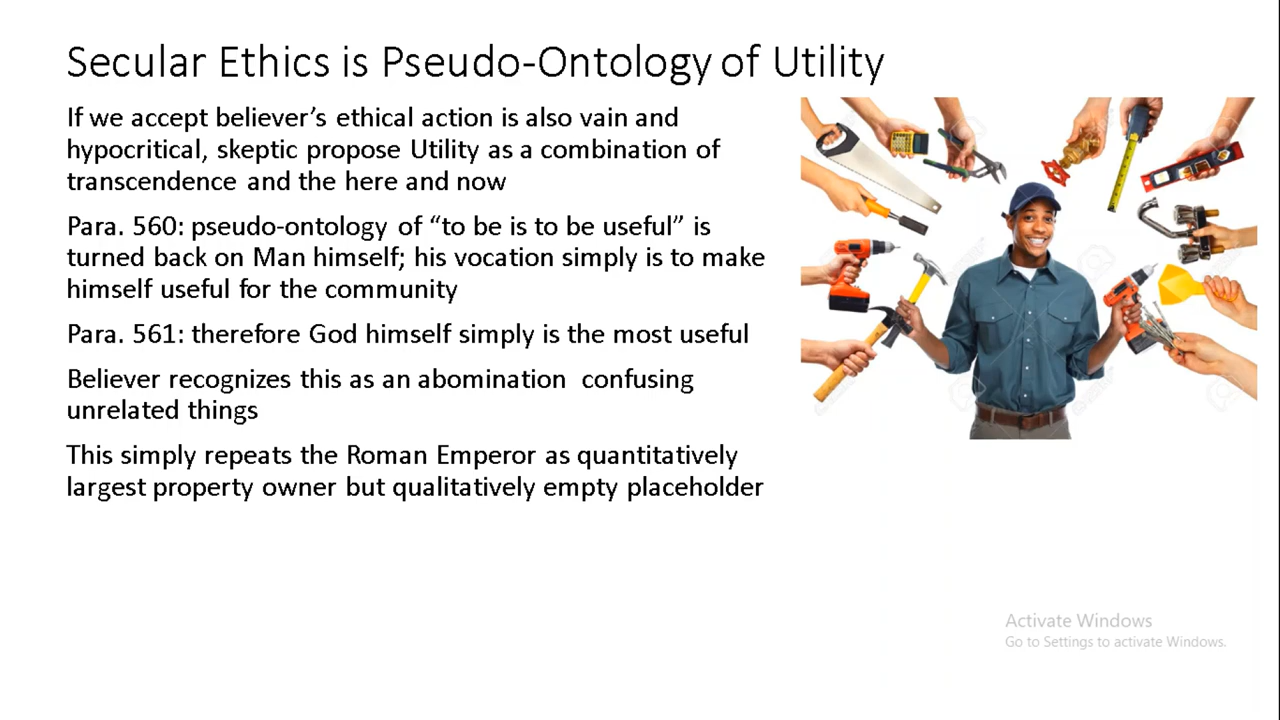 Secular Ethics is Pseudo-Ontology of Utility
If we accept believer's ethical action is also vain and
hypocritical, skeptic propose Utility as a combination of
transcendence and the here and now
Para. 560: pseudo-ontology of “to be is to be useful” is
turned back on Man himself; his vocation simply is to make
himself useful for the community
Para. 561: therefore God himself simply is the most useful
Believer recognizes this as an abomination  confusing
unrelated things
This simply repeats the Roman Emperor as quantitatively
largest property owner but qualitatively empty placeholder
Activate Windows
Go to Settings to activate Windows.